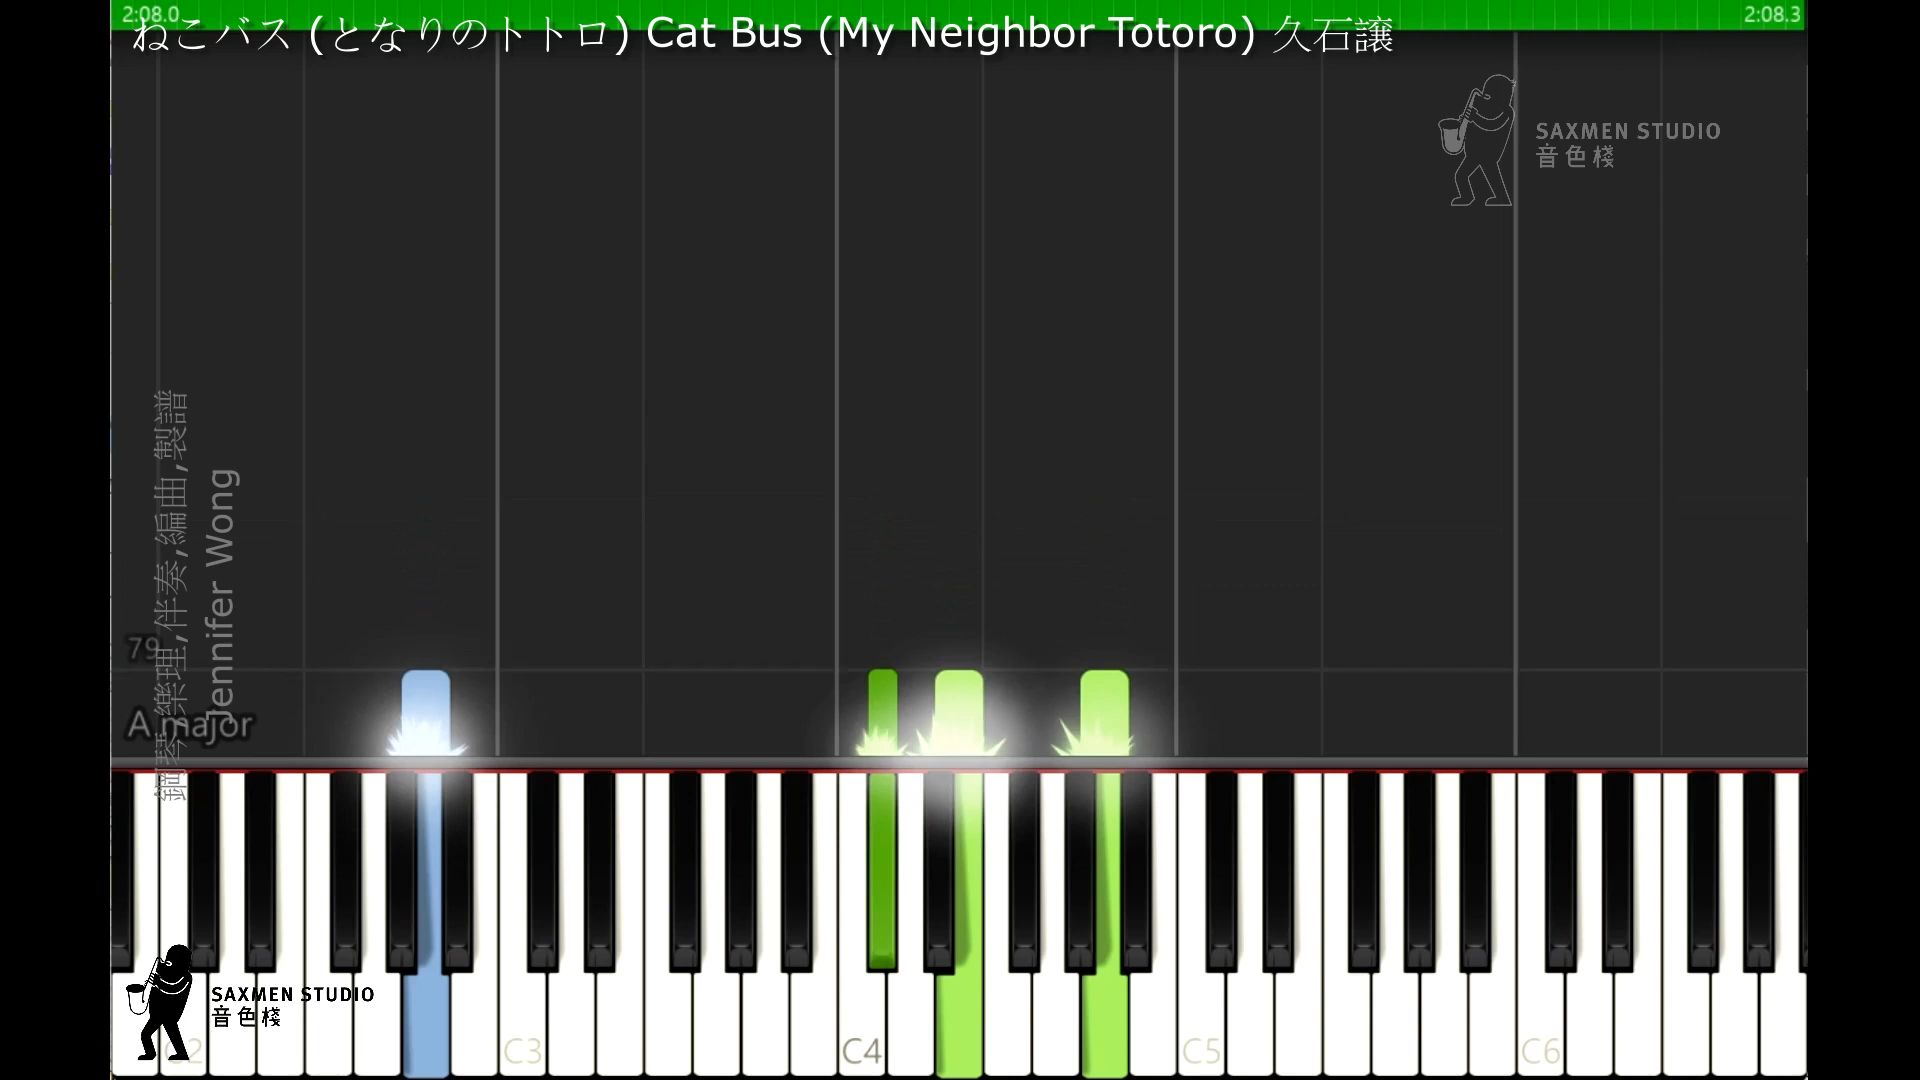 2:08.0
2:08.3
ねこバス (となりのトトロ) Cat Bus (My Neighbor Totoro) 久石譲
SAXMEN STUDIO
音色棧
鋼琴,樂理,伴奏,編曲,製譜
Jennifer Wong
79
A major
SAXMEN STUDIO
音色棧
C2
C3
C4
C5
C6